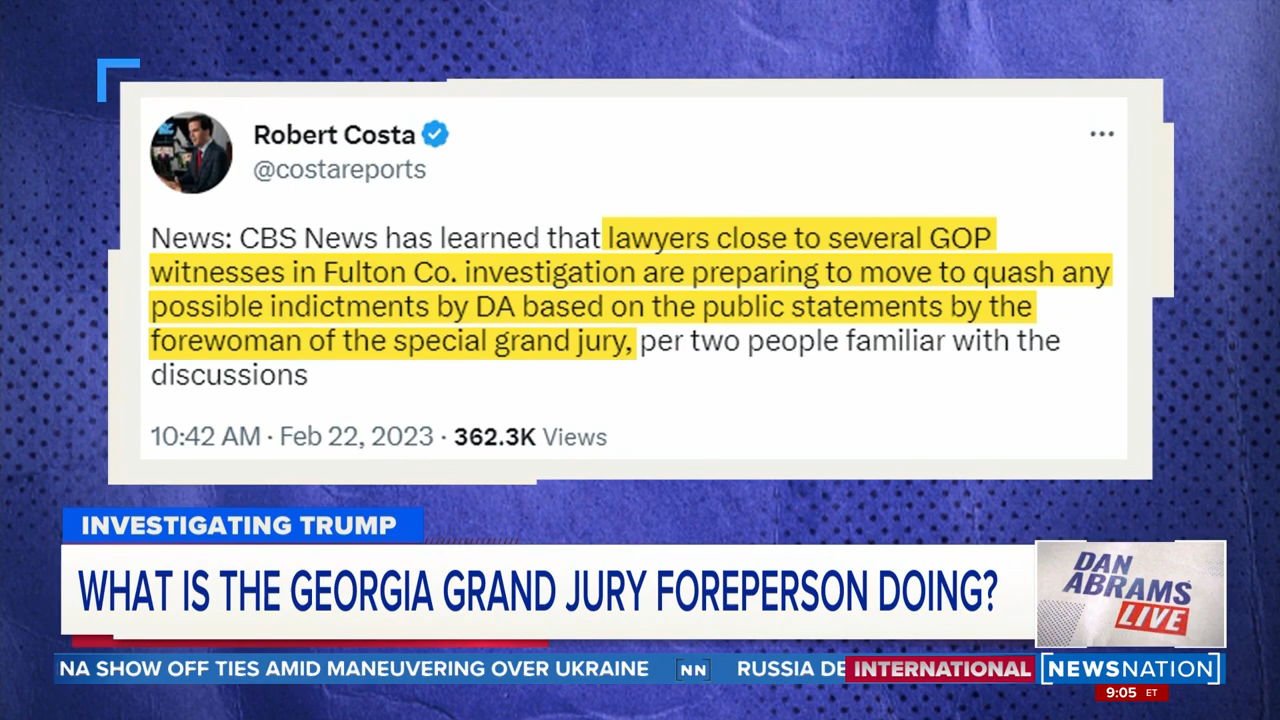 Robert Costa
@costareports
News: CBS News has learned that lawyers close to several GOP
witnesses in Fulton Co. investigation are preparing to move to quash any
possible indictments by DA based on the public statements by the
forewoman of the special grand jury, per two people familiar with the
discussions
10:42 AM · Feb 22, 2023 · 362.3K Views
INVESTIGATING TRUMP
WHAT IS THE GEORGIA GRAND JURY FOREPERSON DOING?
DAN
ABRAMS
LIVE
NA SHOW OFF TIES AMID MANEUVERING OVER UKRAINE NN RUSSIA DE INTERNATIONAL NEWSNATION
9:05 ET